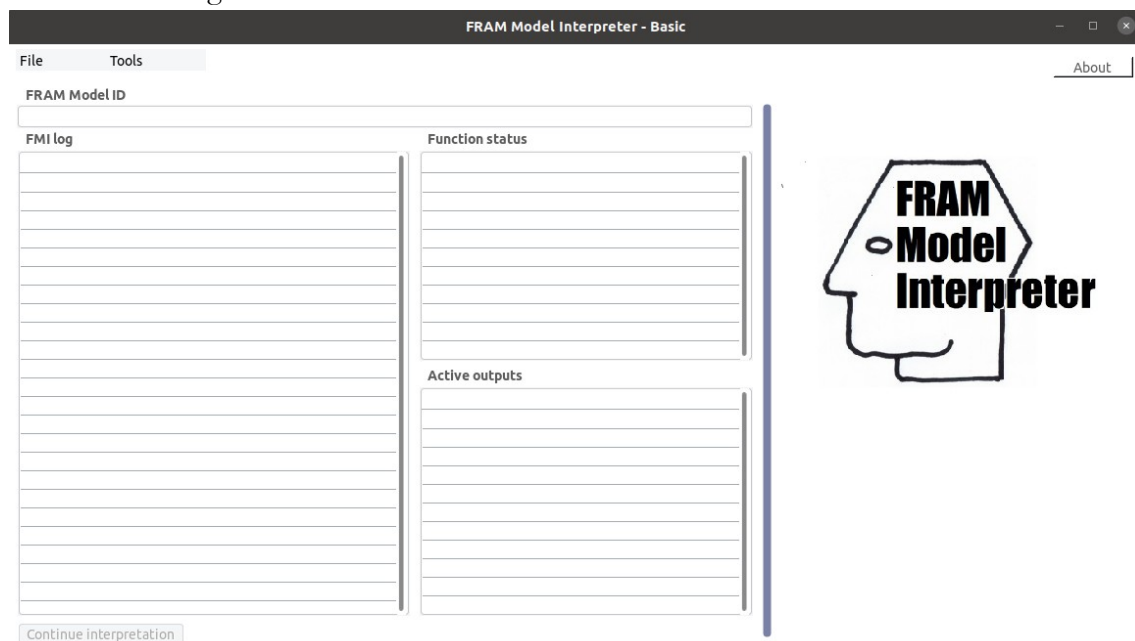 FRAM Model Interpreter - Basic
File Tools
About
FRAM Model ID
FMI log
Function status
Active outputs
Continue interpretation
FRAM
Model
Interpreter